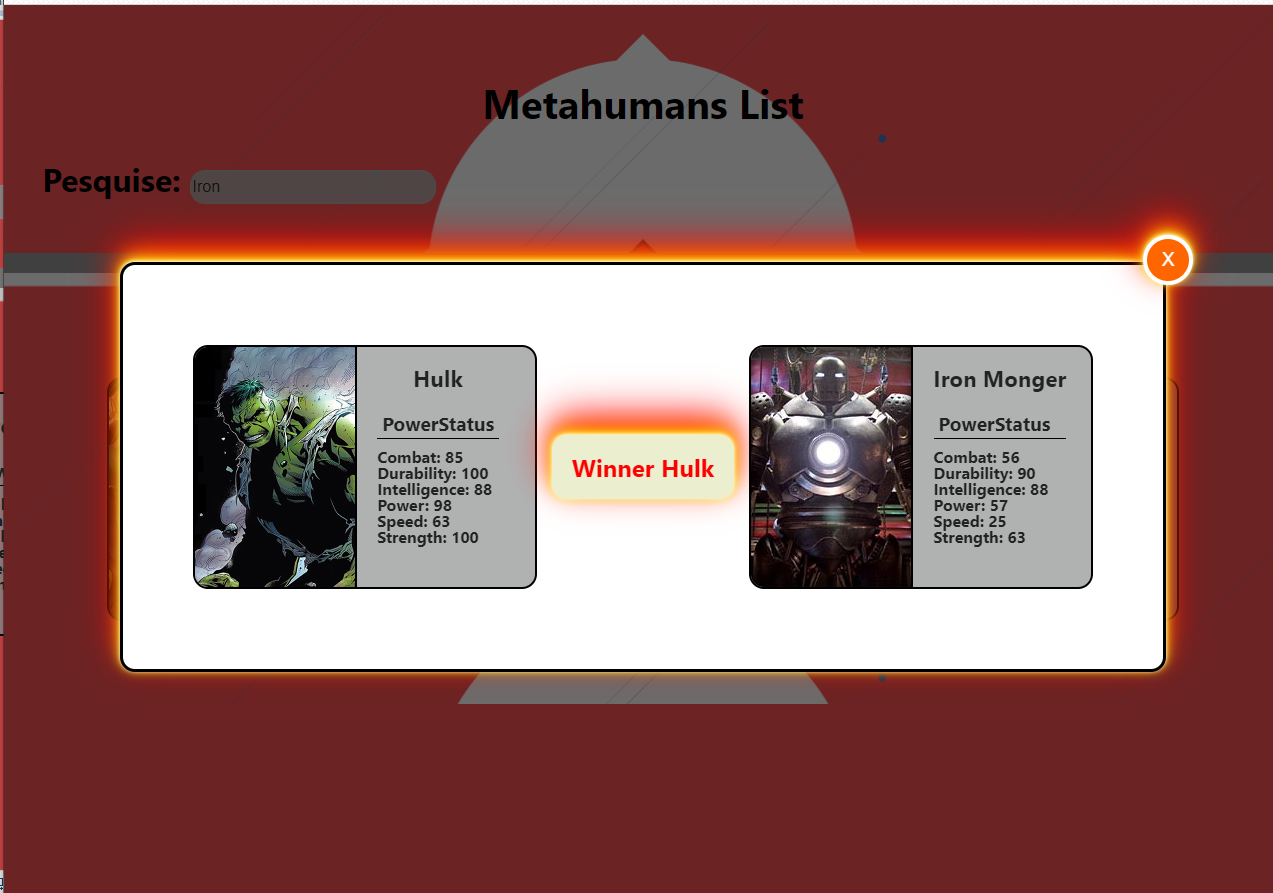 Metahumans List
Pesquise: Iron
X
Hulk
PowerStatus
Combat: 85
Durability: 100
Intelligence: 88
Power: 98
Speed: 63
Strength: 100
Winner Hulk
Iron Monger
PowerStatus
Combat: 56
Durability: 90
Intelligence: 88
Power: 57
Speed: 25
Strength: 63